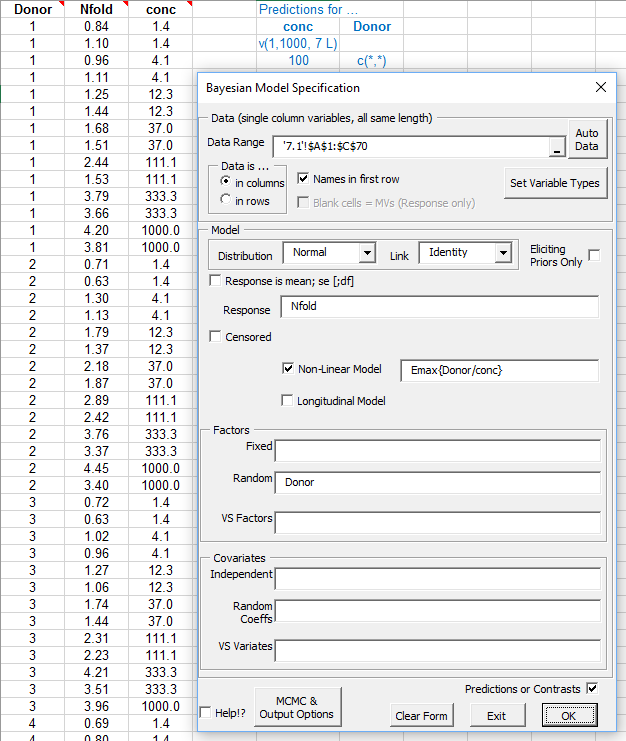 Donor Nfold conc Predictions for ...
1 0.84 1.4 conc Donor
1 1.10 1.4 v(1,1000, 7 L)
1 0.96 4.1 100 c(*,*)
1 1.11 4.1
1 1.25 12.3
1 1.44 12.3
1 1.68 37.0
1 1.51 37.0
1 2.44 111.1
1 1.53 111.1
1 3.79 333.3
1 3.66 333.3
1 4.20 1000.0
1 3.81 1000.0
2 0.71 1.4
2 0.63 1.4
2 1.30 4.1
2 1.13 4.1
2 1.79 12.3
2 1.37 12.3
2 2.18 37.0
2 1.87 37.0
2 2.89 111.1
2 2.42 111.1
2 3.76 333.3
2 3.37 333.3
2 4.45 1000.0
2 3.40 1000.0
3 0.72 1.4
3 0.63 1.4
3 1.02 4.1
3 0.96 4.1
3 1.27 12.3
3 1.06 12.3
3 1.74 37.0
3 1.44 37.0
3 2.31 111.1
3 2.23 111.1
3 4.21 333.3
3 3.51 333.3
3 3.96 1000.0
4 0.69 1.4
4 0.80 1.4
Bayesian Model Specification
Data (single column variables, all same length)
Data Range '7.1'!$A$1:$C$70 _
Auto
Data
Data is ...
in columns
in rows
Names in first row
Blank cells = MVs (Response only)
Set Variable Types
Model
Distribution Normal Link Identity
Eliciting
Priors Only
Response is mean; se [;df]
Response Nfold
Censored
Non-Linear Model Emax{Donor/conc}
Longitudinal Model
Factors
Fixed
Random Donor
VS Factors
Covariates
Independent
Random
Coeffs
VS Variates
Predictions or Contrasts
Help!?
MCMC &
Output Options
Clear Form
Exit
OK